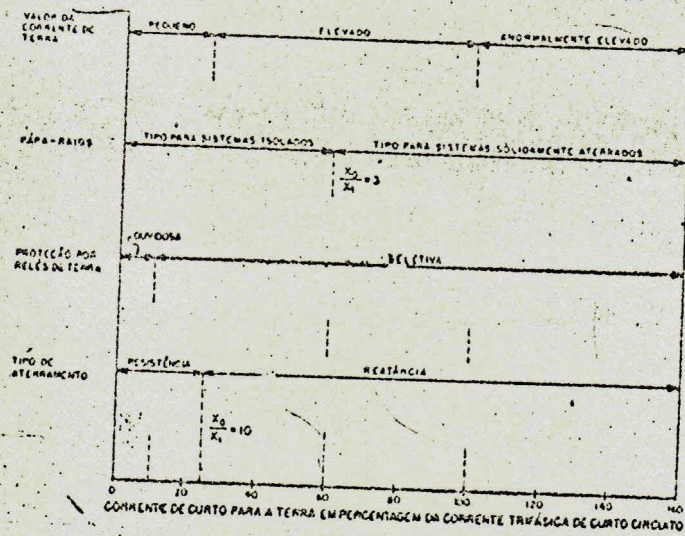 VALOR DA
CORRENTE DE
TERRA
PEQUENO
ELEVADO
ANORMALMENTE ELEVADO
PÁRA-RAIOS
TIPO PARA SISTEMAS ISOLADOS
TIPO PARA SISTEMAS SÒLIDAMENTE ATERRADOS
X₀/X₁ = 3
PROTEÇÃO POR
RELÉS DE TERRA
DUVIDOSA
SELETIVA
TIPO DE
ATERRAMENTO
RESISTÊNCIA
REATÂNCIA
X₀/X₁ = 10
0 20 40 60 80 100 120 140 160
CORRENTE DE CURTO PARA A TERRA EM PERCENTAGEM DA CORRENTE TRIFÁSICA DE CURTO CIRCUITO